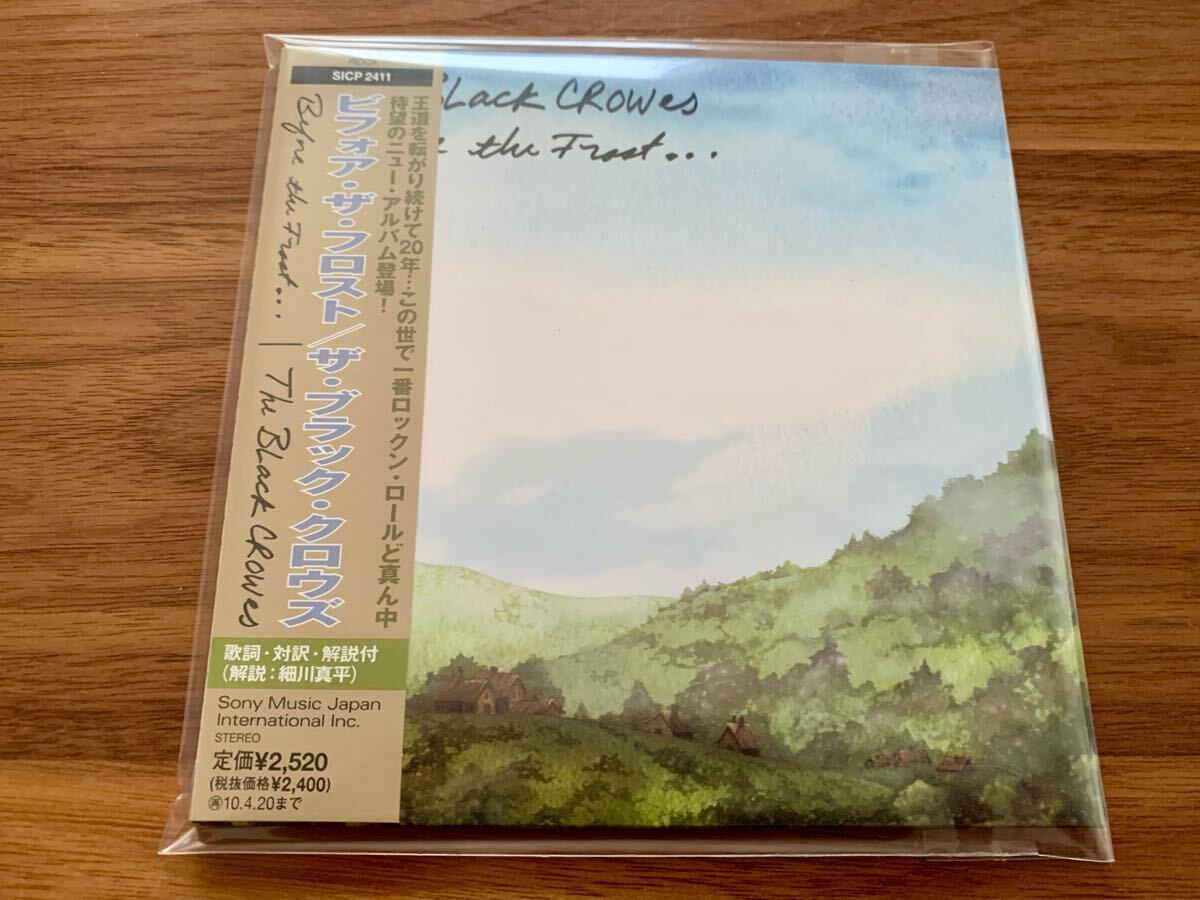 ROCK
SICP 2411
王道を転がり続けて20年…この世で一番ロックン・ロールど真ん中
待望のニュー・アルバム登場!
ビフォア・ザ・フロスト/ザ・ブラック・クロウズ
Before the Frost... | The Black Crowes
歌詞・対訳・解説付
(解説:細川真平)
Sony Music Japan
International Inc.
STEREO
定価¥2,520
(税抜価格¥2,400)
再10.4.20まで
Black Crowes
e the Frost...